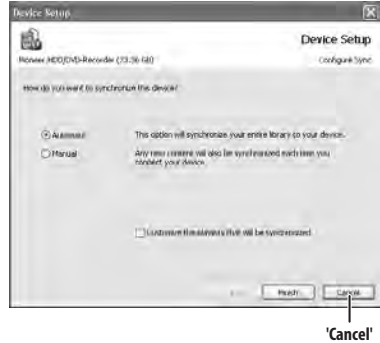 Device Setup
Device Setup
Pioneer HDD/DVD-Recorder (73.56 GB)
Configure Sync
How do you want to synchronize this device?
Automatic
This option will synchronize your entire library to your device.
Manual
Any new content will also be synchronized each time you
connect your device.
Customize the playlists that will be synchronized
Finish
Cancel
'Cancel'